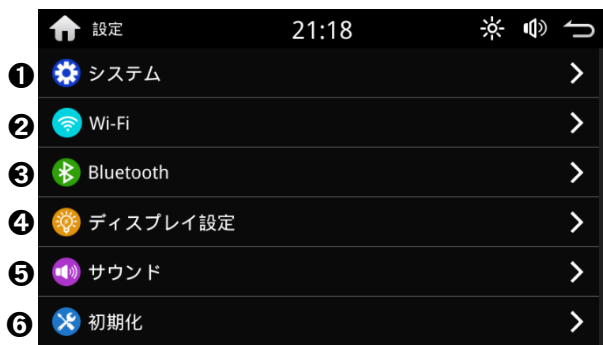 設定 21:18
❶ システム
❷ Wi-Fi
❸ Bluetooth
❹ ディスプレイ設定
❺ サウンド
❻ 初期化